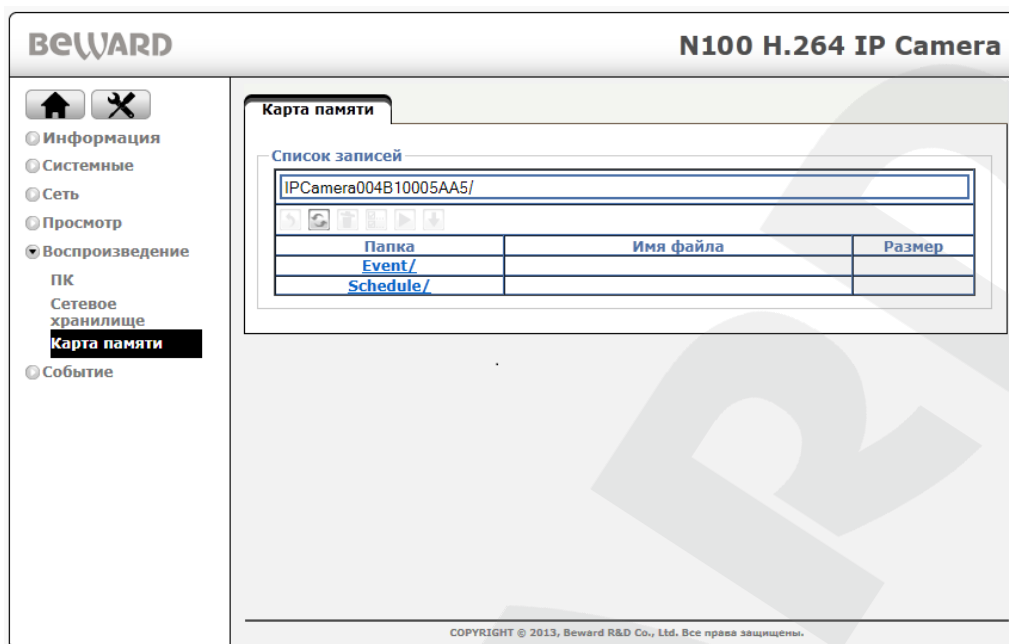 BEWARD
N100 H.264 IP Camera
Информация
Системные
Сеть
Просмотр
Воспроизведение
ПК
Сетевое
хранилище
Карта памяти
Событие
Карта памяти
Список записей
IPCamera004B10005AA5/
Папка Имя файла Размер
Event/
Schedule/
.
COPYRIGHT © 2013, Beward R&D Co., Ltd. Все права защищены.